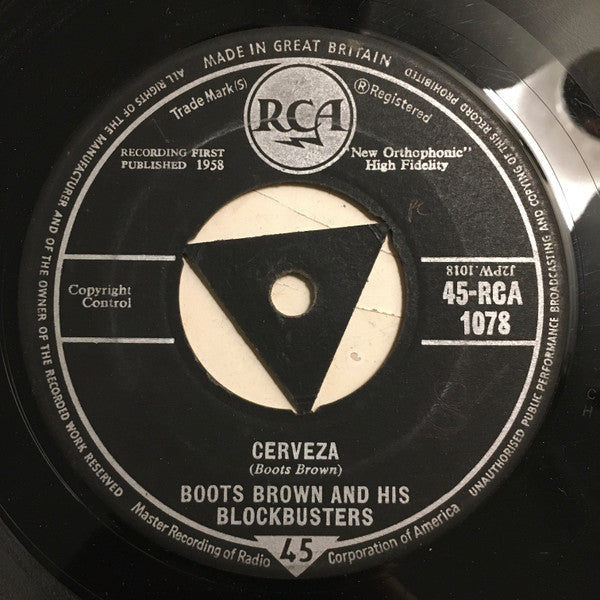 MADE IN GREAT BRITAIN
ALL RIGHTS OF THE MANUFACTURER AND OF THE OWNER OF THE RECORDED WORK RESERVED
UNAUTHORISED PUBLIC PERFORMANCE BROADCASTING AND COPYING OF THIS RECORD PROHIBITED
Trade Mark(s)
RCA
®Registered
RECORDING FIRST
PUBLISHED 1958
"New Orthophonic"
High Fidelity
J2PW.1018
Copyright
Control
45-RCA
1078
CERVEZA
(Boots Brown)
BOOTS BROWN AND HIS
BLOCKBUSTERS
Master Recording of Radio
45
Corporation of America